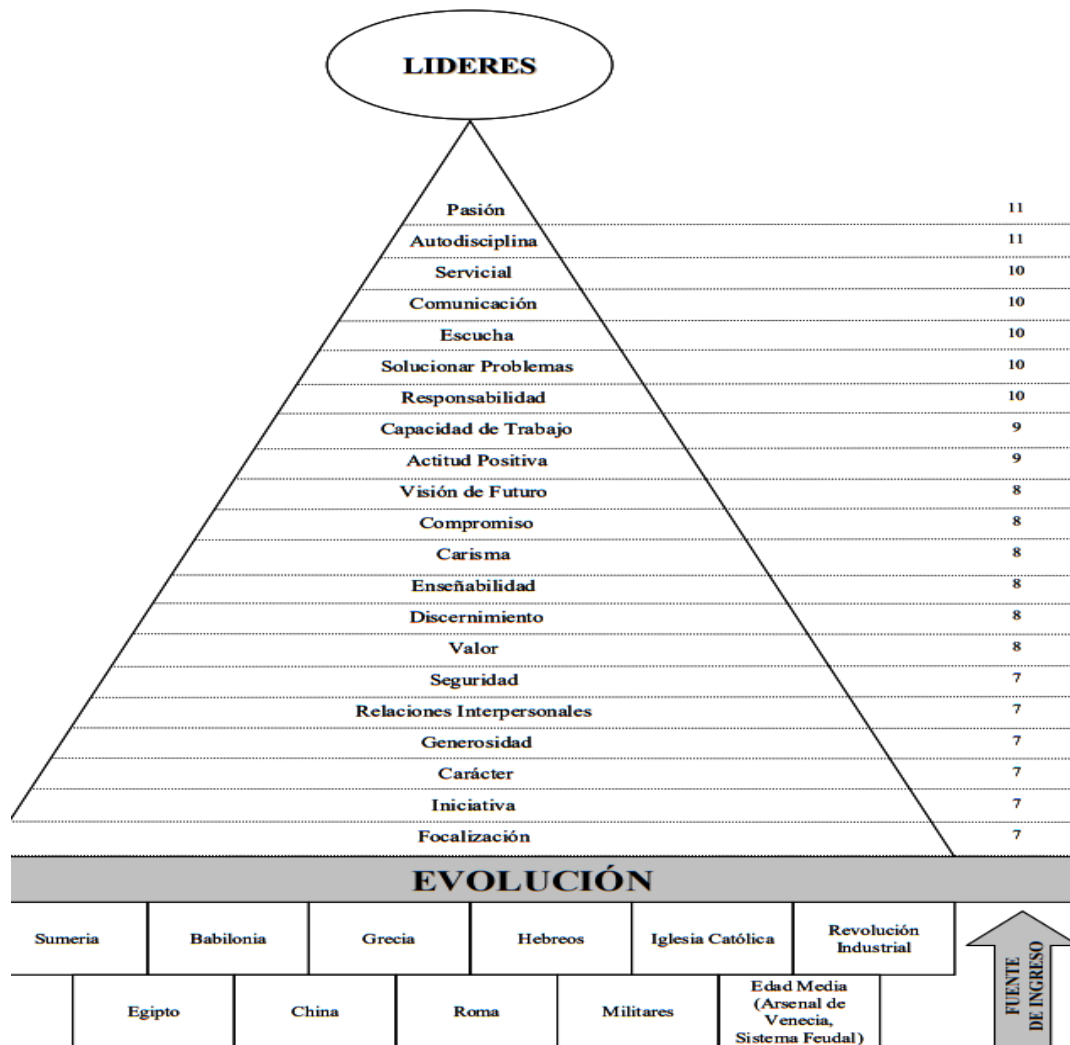 LIDERES
Pasión 11
Autodisciplina 11
Servicial 10
Comunicación 10
Escucha 10
Solucionar Problemas 10
Responsabilidad 10
Capacidad de Trabajo 9
Actitud Positiva 9
Visión de Futuro 8
Compromiso 8
Carisma 8
Enseñabilidad 8
Discernimiento 8
Valor 8
Seguridad 7
Relaciones Interpersonales 7
Generosidad 7
Carácter 7
Iniciativa 7
Focalización 7
EVOLUCIÓN
Sumeria
Babilonia
Grecia
Hebreos
Iglesia Católica
Revolución
Industrial
Egipto
China
Roma
Militares
Edad Media
(Arsenal de
Venecia,
Sistema Feudal)
FUENTE
DE INGRESO